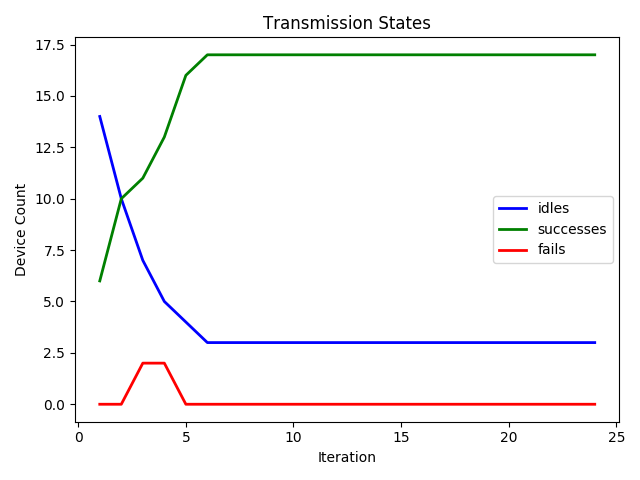 Transmission States
17.5
15.0
12.5
10.0
7.5
5.0
2.5
0.0
Device Count
idles
successes
fails
0 5 10 15 20 25
Iteration